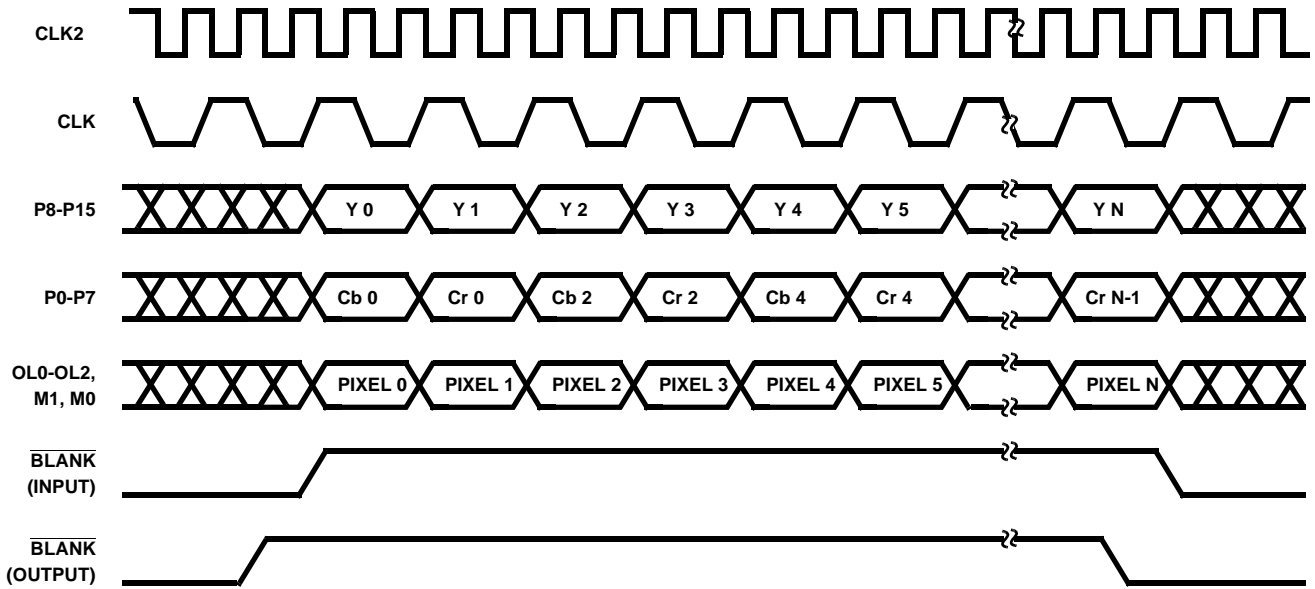 CLK2
CLK
P8-P15
Y 0 Y 1 Y 2 Y 3 Y 4 Y 5 Y N
P0-P7
Cb 0 Cr 0 Cb 2 Cr 2 Cb 4 Cr 4 Cr N-1
OL0-OL2,
M1, M0
PIXEL 0 PIXEL 1 PIXEL 2 PIXEL 3 PIXEL 4 PIXEL 5 PIXEL N
BLANK
(INPUT)
BLANK
(OUTPUT)